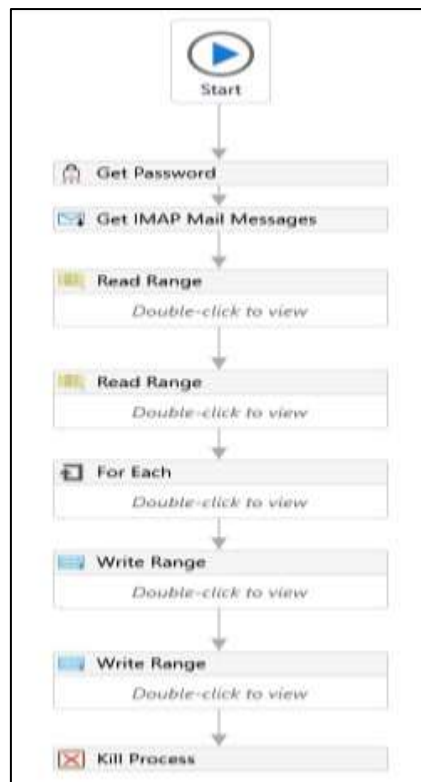 Start
Get Password
Get IMAP Mail Messages
Read Range
Double-click to view
Read Range
Double-click to view
For Each
Double-click to view
Write Range
Double-click to view
Write Range
Double-click to view
Kill Process